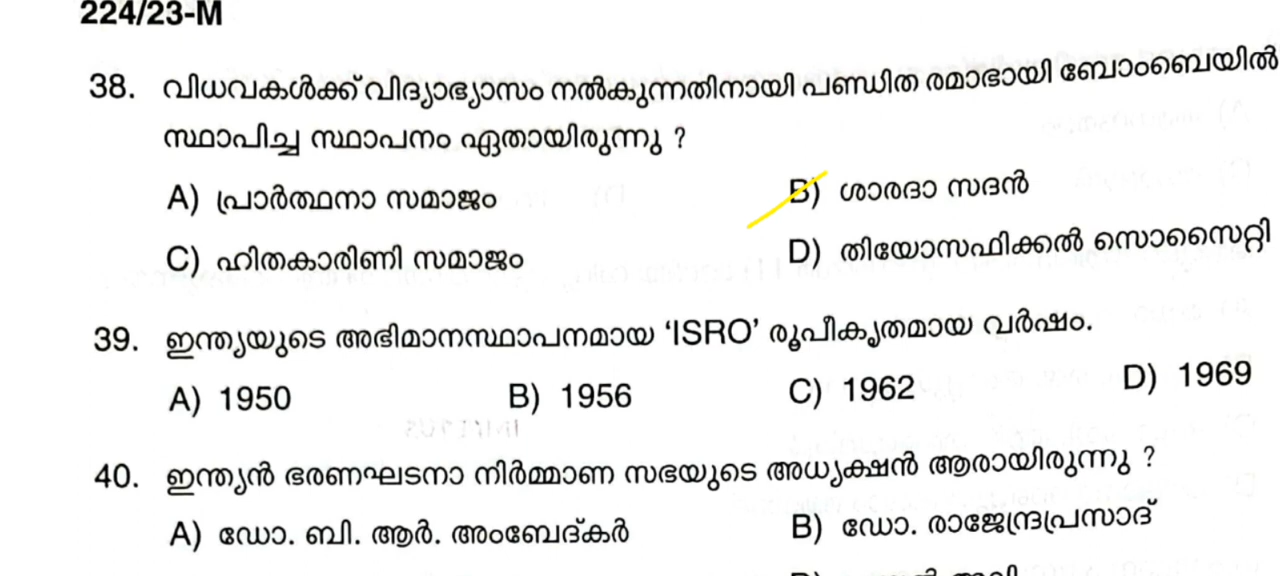 224/23-M
38. വിധവകൾക്ക് വിദ്യാഭ്യാസം നൽകുന്നതിനായി പണ്ഡിത രമാഭായി ബോംബെയിൽ
സ്ഥാപിച്ച സ്ഥാപനം ഏതായിരുന്നു ?
A) പ്രാർത്ഥനാ സമാജം B) ശാരദാ സദൻ
C) ഹിതകാരിണി സമാജം D) തിയോസഫിക്കൽ സൊസൈറ്റി
39. ഇന്ത്യയുടെ അഭിമാനസ്ഥാപനമായ ‘ISRO’ രൂപീകൃതമായ വർഷം.
A) 1950 B) 1956 C) 1962 D) 1969
40. ഇന്ത്യൻ ഭരണഘടനാ നിർമ്മാണ സഭയുടെ അധ്യക്ഷൻ ആരായിരുന്നു ?
A) ഡോ. ബി. ആർ. അംബേദ്കർ B) ഡോ. രാജേന്ദ്രപ്രസാദ്